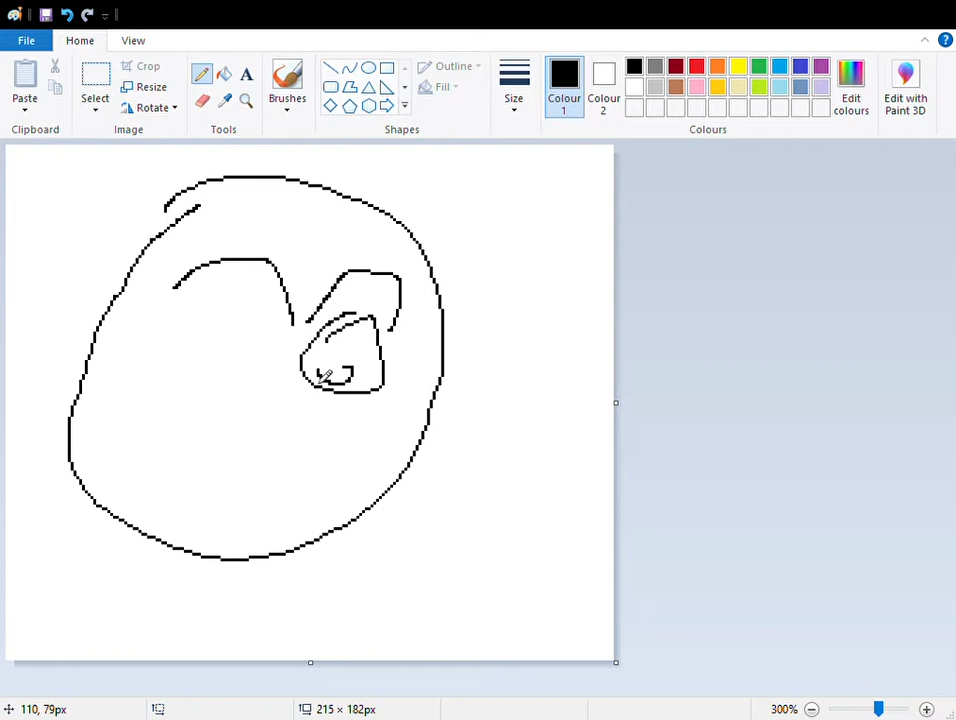 File Home View
Paste
Clipboard
Select
Crop
Resize
Rotate
Image
A
Tools
Brushes
Outline
Fill
Shapes
Size
Colour
1
Colour
2
Edit
colours
Colours
Edit with
Paint 3D
?
110, 79px
215 × 182px
300%